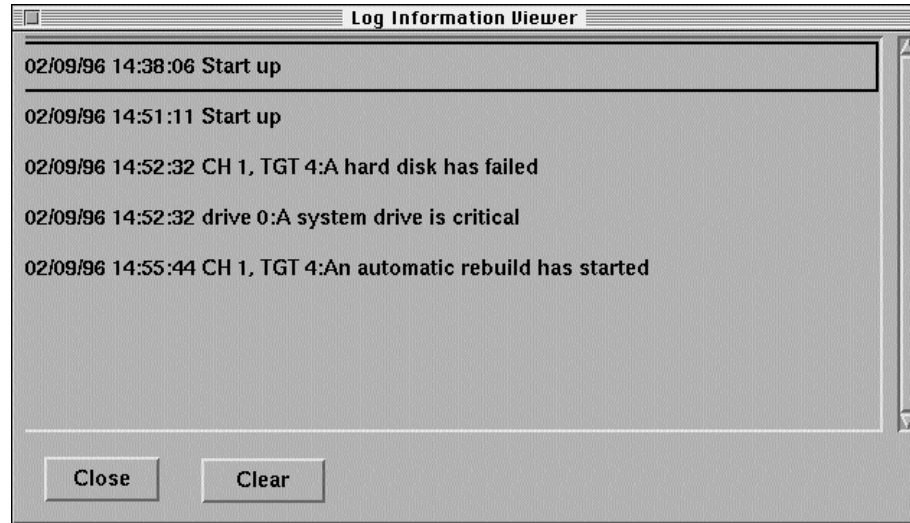 Log Information Viewer
02/09/96 14:38:06 Start up
02/09/96 14:51:11 Start up
02/09/96 14:52:32 CH 1, TGT 4:A hard disk has failed
02/09/96 14:52:32 drive 0:A system drive is critical
02/09/96 14:55:44 CH 1, TGT 4:An automatic rebuild has started
Close
Clear